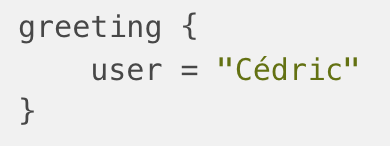 greeting {
    user = "Cédric"
}